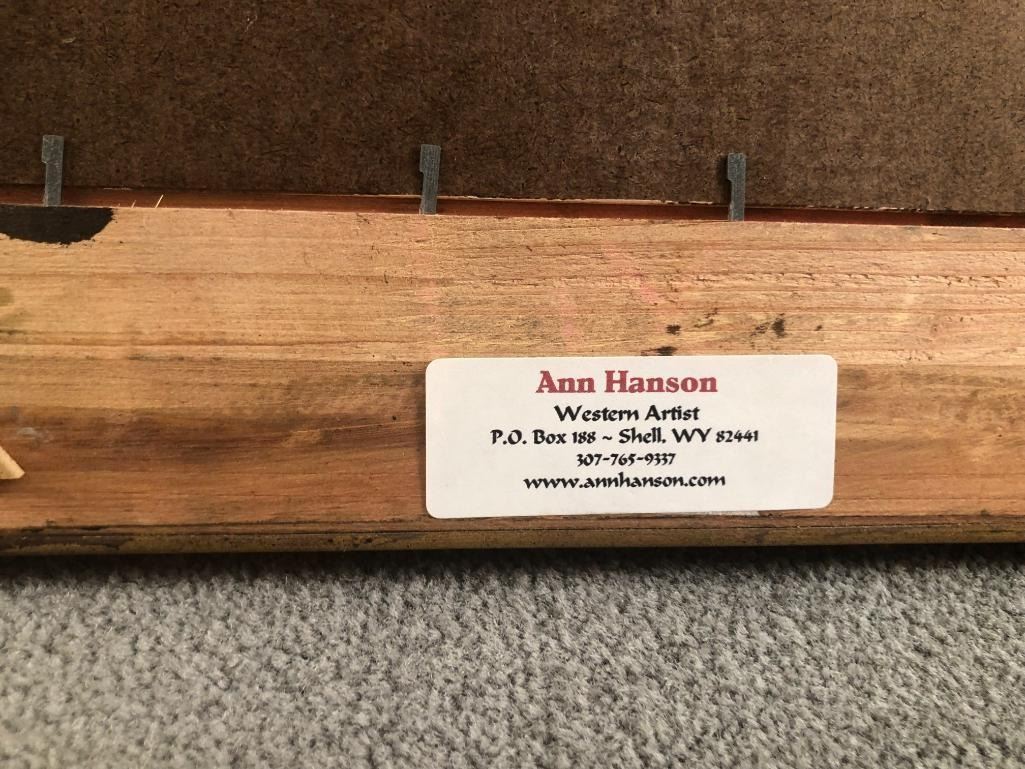 Ann Hanson
Western Artist
P.O. Box 188 ~ Shell, WY 82441
307-765-9337
www.annhanson.com